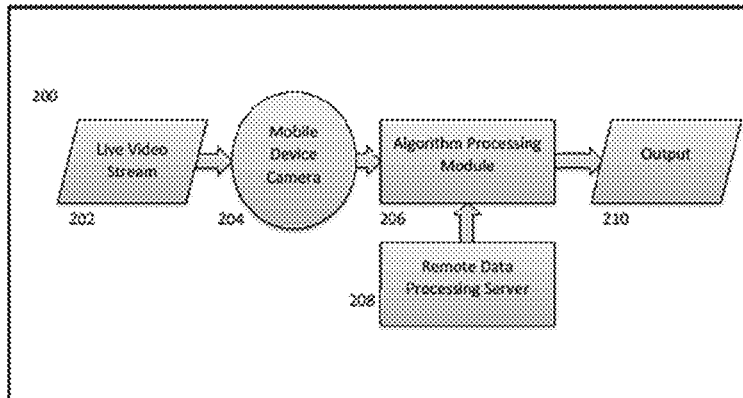 200
Live Video
Stream
202
Mobile
Device
Camera
204
Algorithm Processing
Module
206
Output
210
Remote Data
Processing Server
208